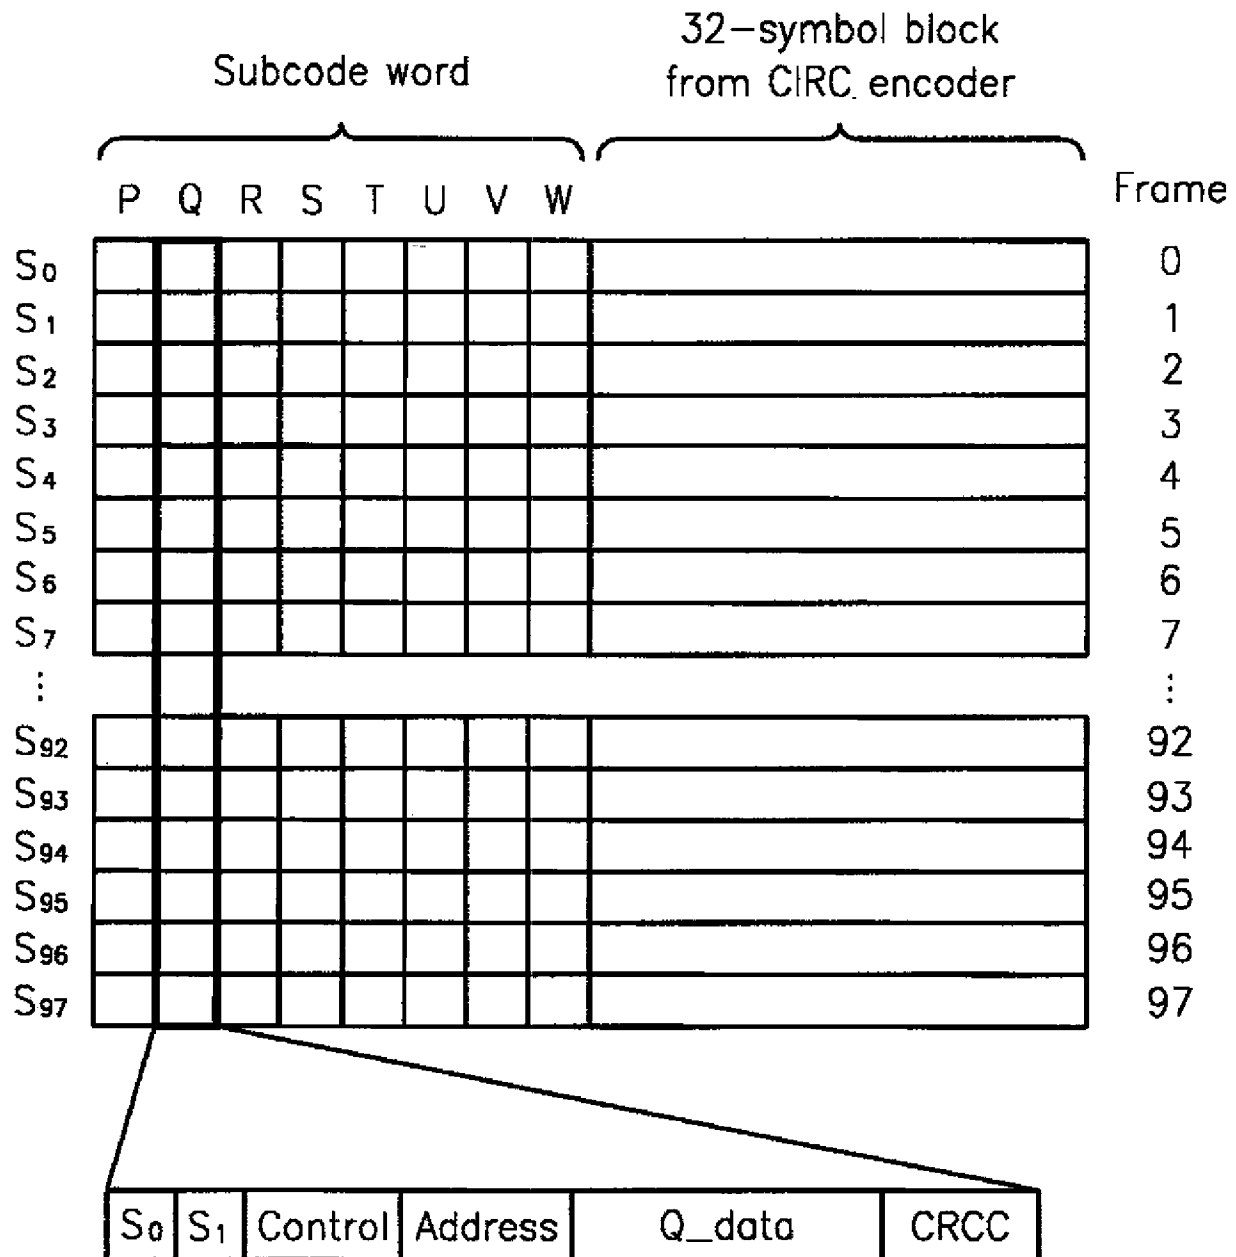 32-symbol block
Subcode word from CIRC encoder
P Q R S T U V W Frame
S0 0
S1 1
S2 2
S3 3
S4 4
S5 5
S6 6
S7 7
⋮ ⋮
S92 92
S93 93
S94 94
S95 95
S96 96
S97 97
S0 S1 Control Address Q_data CRCC